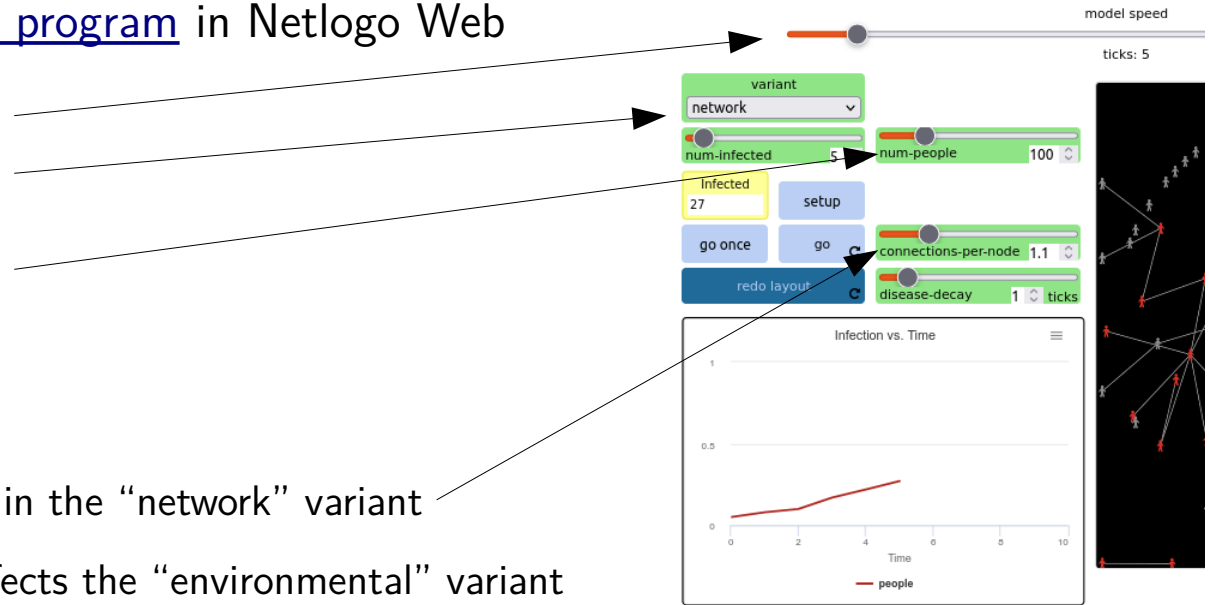 program in Netlogo Web
model speed
ticks: 5
variant
network
num-infected 5
num-people 100
Infected
27
setup
go once
go
connections-per-node 1.1
redo layout
disease-decay 1 ticks
Infection vs. Time
1
0.5
0
0 2 4 6 8 10
Time
people
in the “network” variant
ects the “environmental” variant